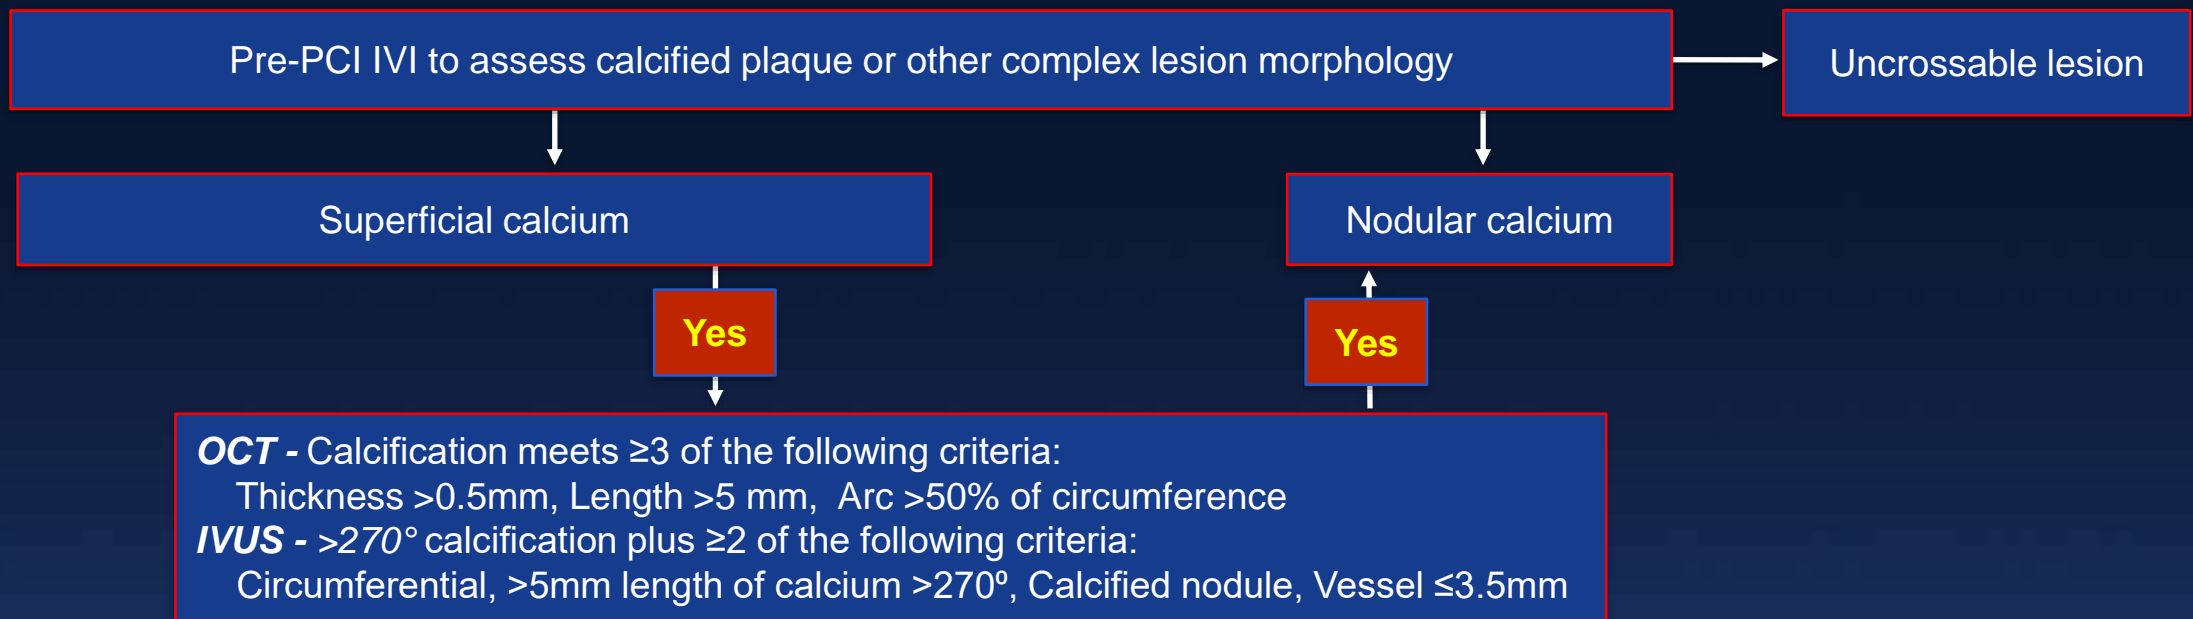 Pre-PCI IVI to assess calcified plaque or other complex lesion morphology
Uncrossable lesion
Superficial calcium
Nodular calcium
Yes
Yes
OCT - Calcification meets ≥3 of the following criteria:
Thickness >0.5mm, Length >5 mm, Arc >50% of circumference
IVUS - >270° calcification plus ≥2 of the following criteria:
Circumferential, >5mm length of calcium >270º, Calcified nodule, Vessel ≤3.5mm